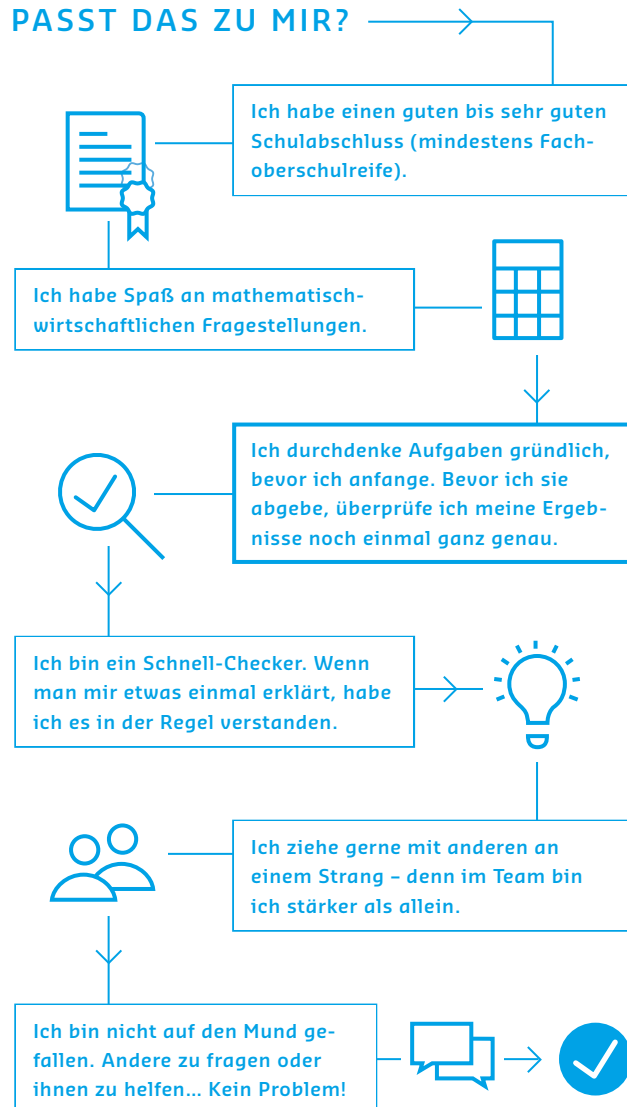 PASST DAS ZU MIR?
Ich habe einen guten bis sehr guten
Schulabschluss (mindestens Fach-
oberschulreife).
Ich habe Spaß an mathematisch-
wirtschaftlichen Fragestellungen.
Ich durchdenke Aufgaben gründlich,
bevor ich anfange. Bevor ich sie
abgebe, überprüfe ich meine Ergeb-
nisse noch einmal ganz genau.
Ich bin ein Schnell-Checker. Wenn
man mir etwas einmal erklärt, habe
ich es in der Regel verstanden.
Ich ziehe gerne mit anderen an
einem Strang – denn im Team bin
ich stärker als allein.
Ich bin nicht auf den Mund ge-
fallen. Andere zu fragen oder
ihnen zu helfen... Kein Problem!